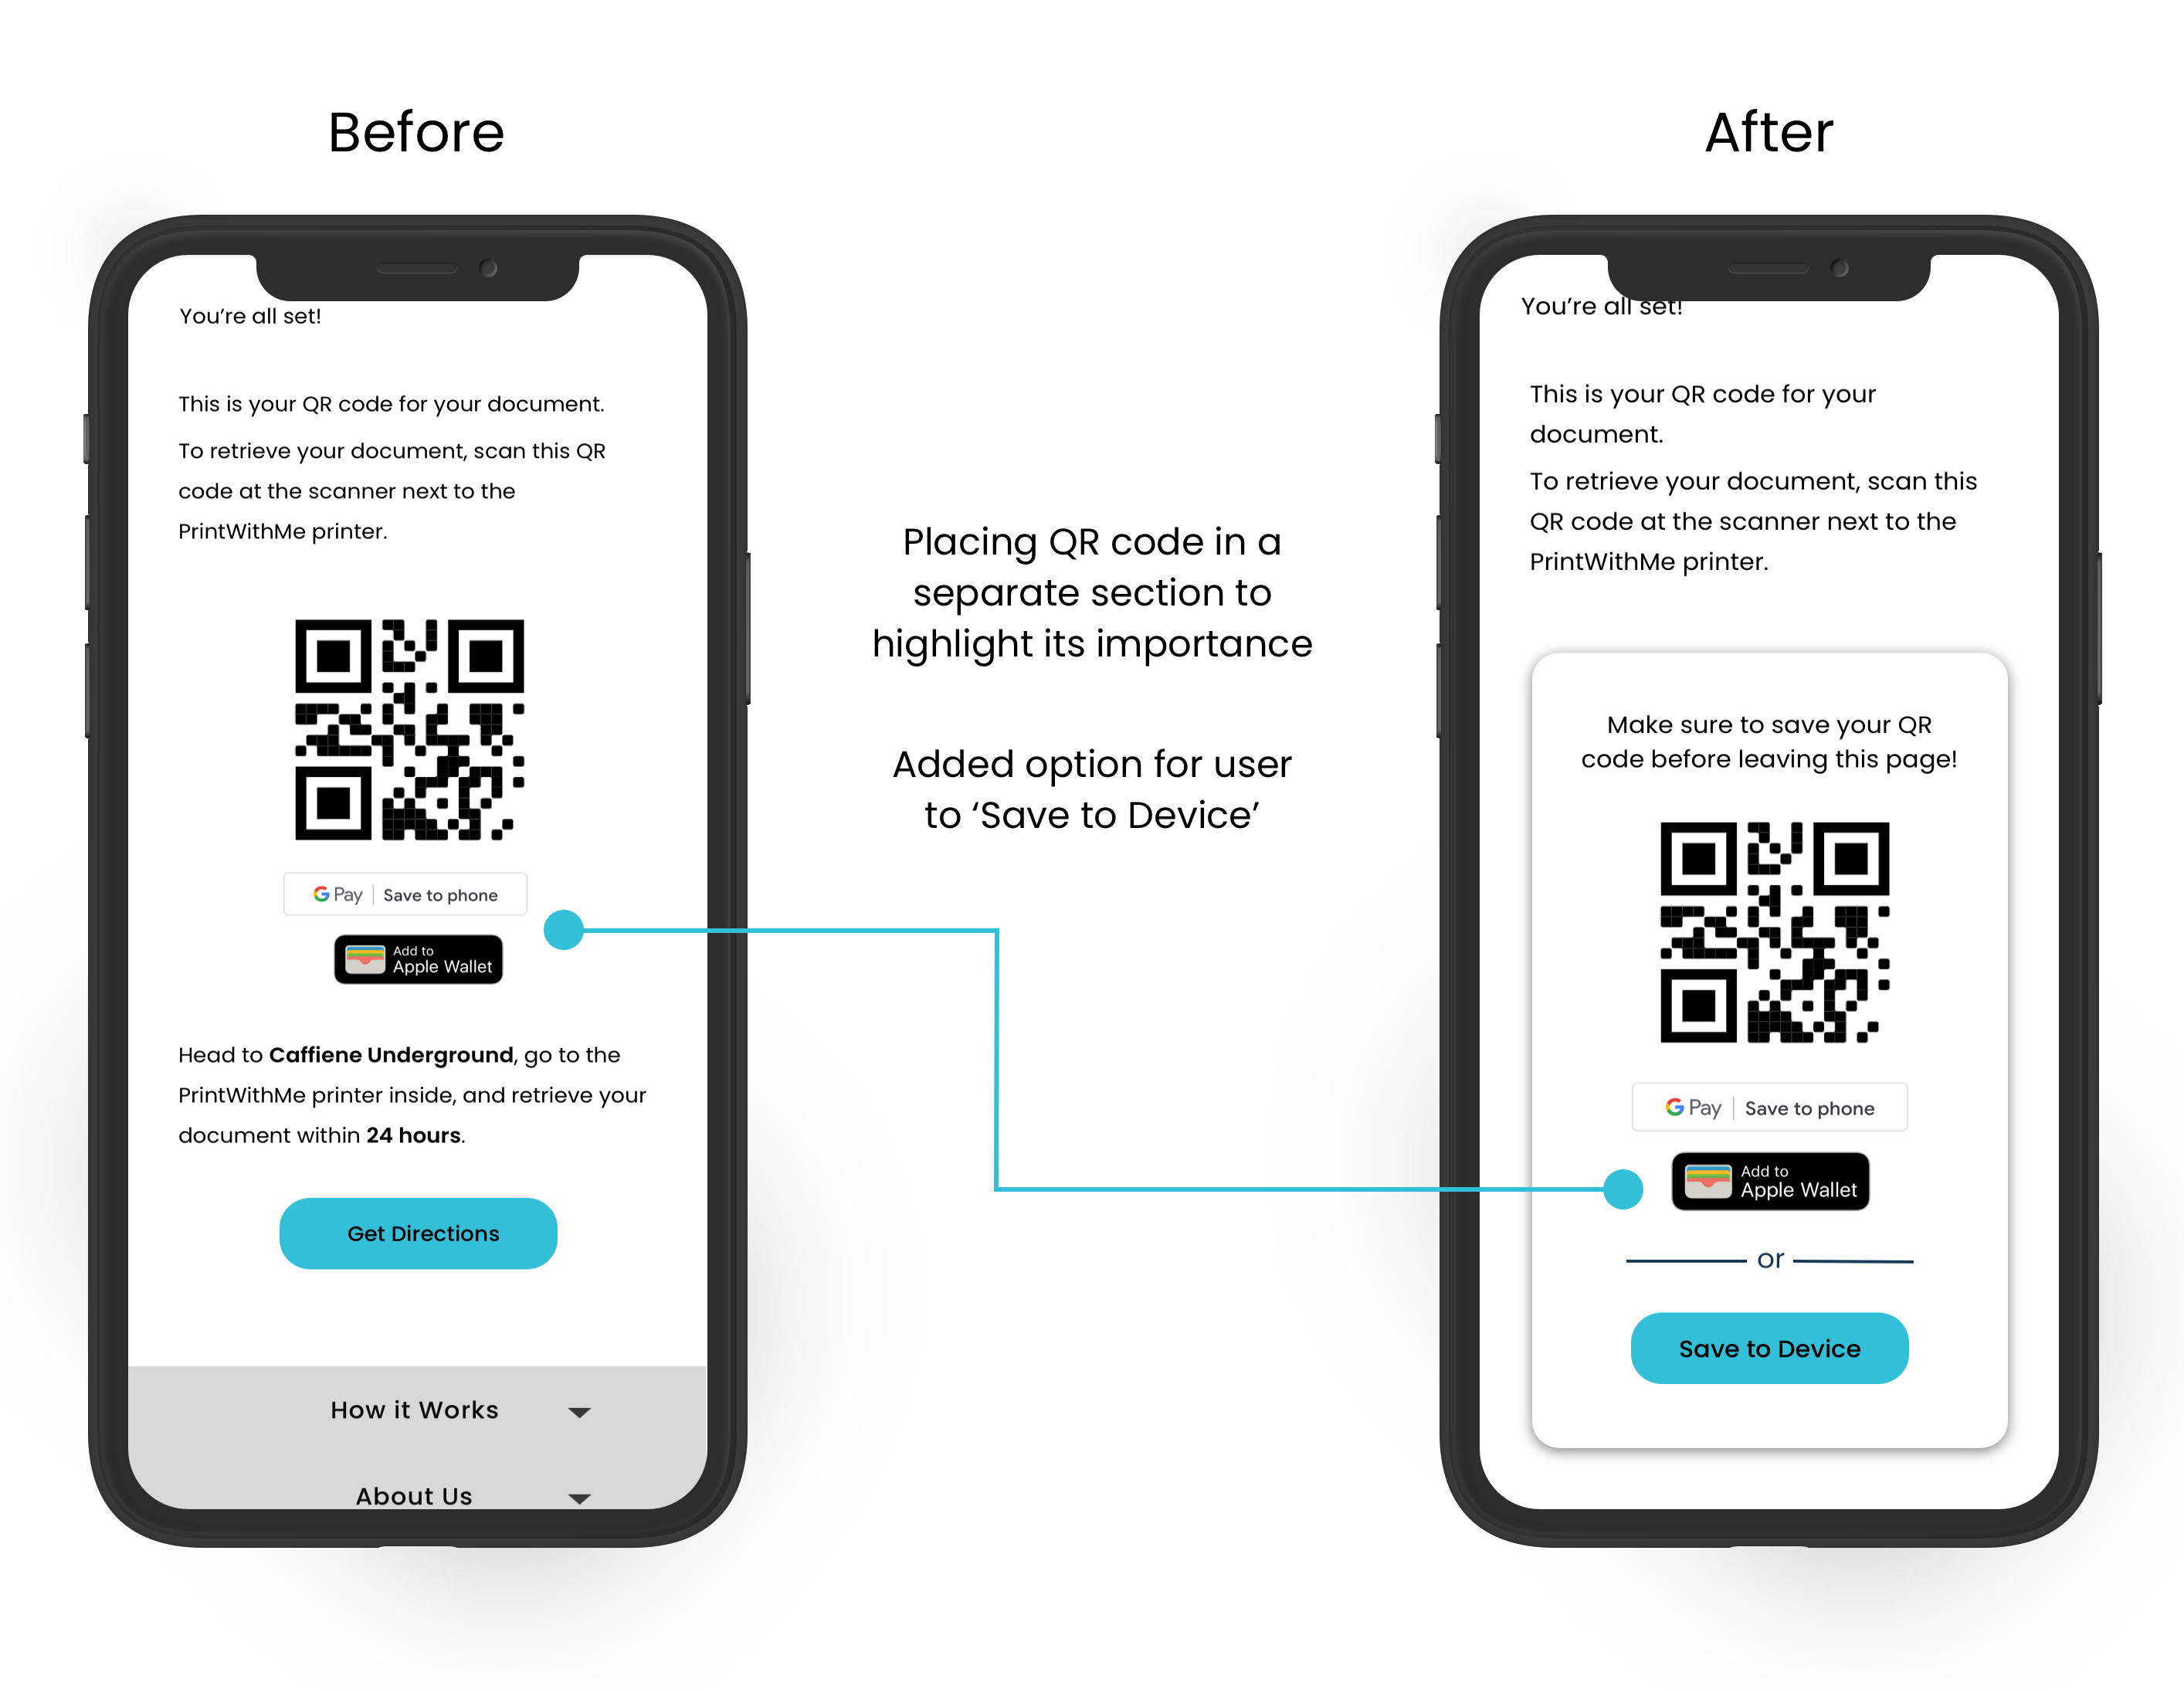 Before
You're all set!
This is your QR code for your document.
To retrieve your document, scan this QR
code at the scanner next to the
PrintWithMe printer.
G Pay | Save to phone
Add to
Apple Wallet
Head to Caffiene Underground, go to the
PrintWithMe printer inside, and retrieve your
document within 24 hours.
Get Directions
How it Works
About Us
Placing QR code in a
separate section to
highlight its importance
Added option for user
to ‘Save to Device’
After
You're all set!
This is your QR code for your
document.
To retrieve your document, scan this
QR code at the scanner next to the
PrintWithMe printer.
Make sure to save your QR
code before leaving this page!
G Pay | Save to phone
Add to
Apple Wallet
or
Save to Device